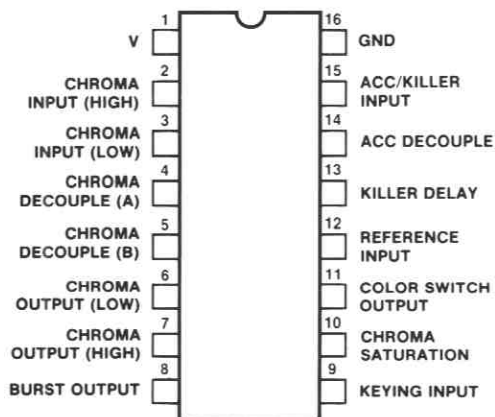 1
V
2
CHROMA
INPUT (HIGH)
3
CHROMA
INPUT (LOW)
4
CHROMA
DECOUPLE (A)
5
CHROMA
DECOUPLE (B)
6
CHROMA
OUTPUT (LOW)
7
CHROMA
OUTPUT (HIGH)
8
BURST OUTPUT
16
GND
15
ACC/KILLER
INPUT
14
ACC DECOUPLE
13
KILLER DELAY
12
REFERENCE
INPUT
11
COLOR SWITCH
OUTPUT
10
CHROMA
SATURATION
9
KEYING INPUT